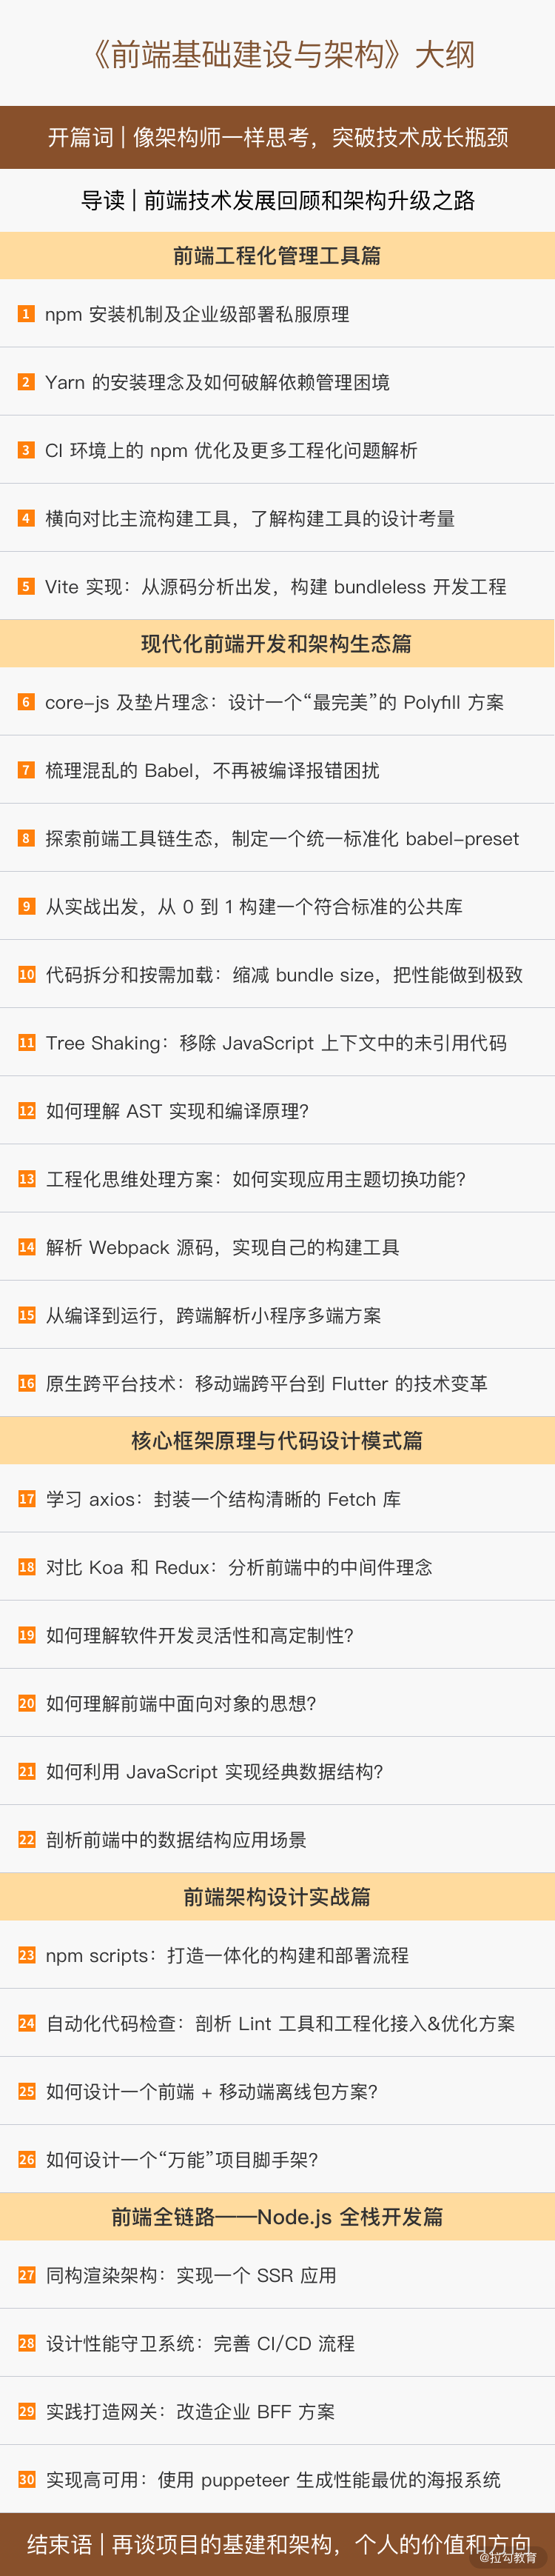 《前端基础建设与架构》大纲
开篇词 | 像架构师一样思考，突破技术成长瓶颈
导读 | 前端技术发展回顾和架构升级之路
前端工程化管理工具篇
1 npm 安装机制及企业级部署私服原理
2 Yarn 的安装理念及如何破解依赖管理困境
3 CI 环境上的 npm 优化及更多工程化问题解析
4 横向对比主流构建工具，了解构建工具的设计考量
5 Vite 实现：从源码分析出发，构建 bundleless 开发工程
现代化前端开发和架构生态篇
6 core-js 及垫片理念：设计一个“最完美”的 Polyfill 方案
7 梳理混乱的 Babel，不再被编译报错困扰
8 探索前端工具链生态，制定一个统一标准化 babel-preset
9 从实战出发，从 0 到 1 构建一个符合标准的公共库
10 代码拆分和按需加载：缩减 bundle size，把性能做到极致
11 Tree Shaking：移除 JavaScript 上下文中的未引用代码
12 如何理解 AST 实现和编译原理？
13 工程化思维处理方案：如何实现应用主题切换功能？
14 解析 Webpack 源码，实现自己的构建工具
15 从编译到运行，跨端解析小程序多端方案
16 原生跨平台技术：移动端跨平台到 Flutter 的技术变革
核心框架原理与代码设计模式篇
17 学习 axios：封装一个结构清晰的 Fetch 库
18 对比 Koa 和 Redux：分析前端中的中间件理念
19 如何理解软件开发灵活性和高定制性？
20 如何理解前端中面向对象的思想？
21 如何利用 JavaScript 实现经典数据结构？
22 剖析前端中的数据结构应用场景
前端架构设计实战篇
23 npm scripts：打造一体化的构建和部署流程
24 自动化代码检查：剖析 Lint 工具和工程化接入&优化方案
25 如何设计一个前端 + 移动端离线包方案？
26 如何设计一个“万能”项目脚手架？
前端全链路——Node.js 全栈开发篇
27 同构渲染架构：实现一个 SSR 应用
28 设计性能守卫系统：完善 CI/CD 流程
29 实践打造网关：改造企业 BFF 方案
30 实现高可用：使用 puppeteer 生成性能最优的海报系统
结束语 | 再谈项目的基建和架构，个人的价值和方向
@拉勾教育